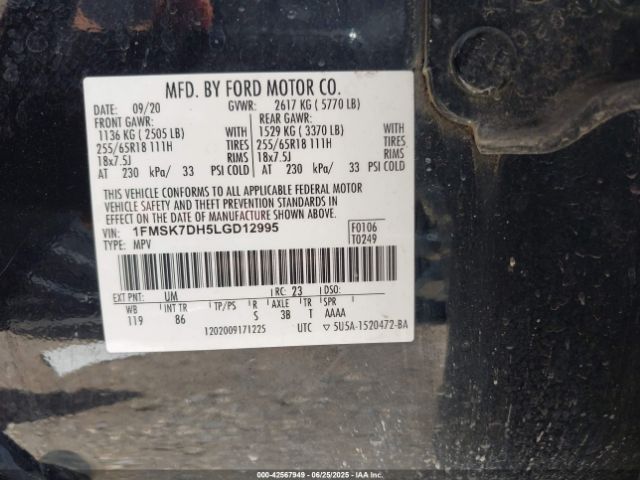 MFD. BY FORD MOTOR CO.
DATE: 09/20 GVWR: 2617 KG ( 5770 LB)
FRONT GAWR: REAR GAWR:
1136 KG ( 2505 LB) WITH 1529 KG ( 3370 LB) WITH
255/65R18 111H TIRES 255/65R18 111H TIRES
18x7.5J RIMS 18x7.5J RIMS
AT 230 kPa/ 33 PSI COLD AT 230 kPa/ 33 PSI COLD
THIS VEHICLE CONFORMS TO ALL APPLICABLE FEDERAL MOTOR
VEHICLE SAFETY AND THEFT PREVENTION STANDARDS IN
EFFECT ON THE DATE OF MANUFACTURE SHOWN ABOVE.
VIN: 1FMSK7DH5LGD12995 F0106
TYPE: MPV T0249
EXT PNT: UM RC: 23 DSO:
WB INT TR TP/PS R AXLE TR SPR
119 86 S 3B T AAAA
1202009171225 UTC ▽ 5U5A-1520472-BA
000-42567949 - 06/25/2025 - IAAI.COM